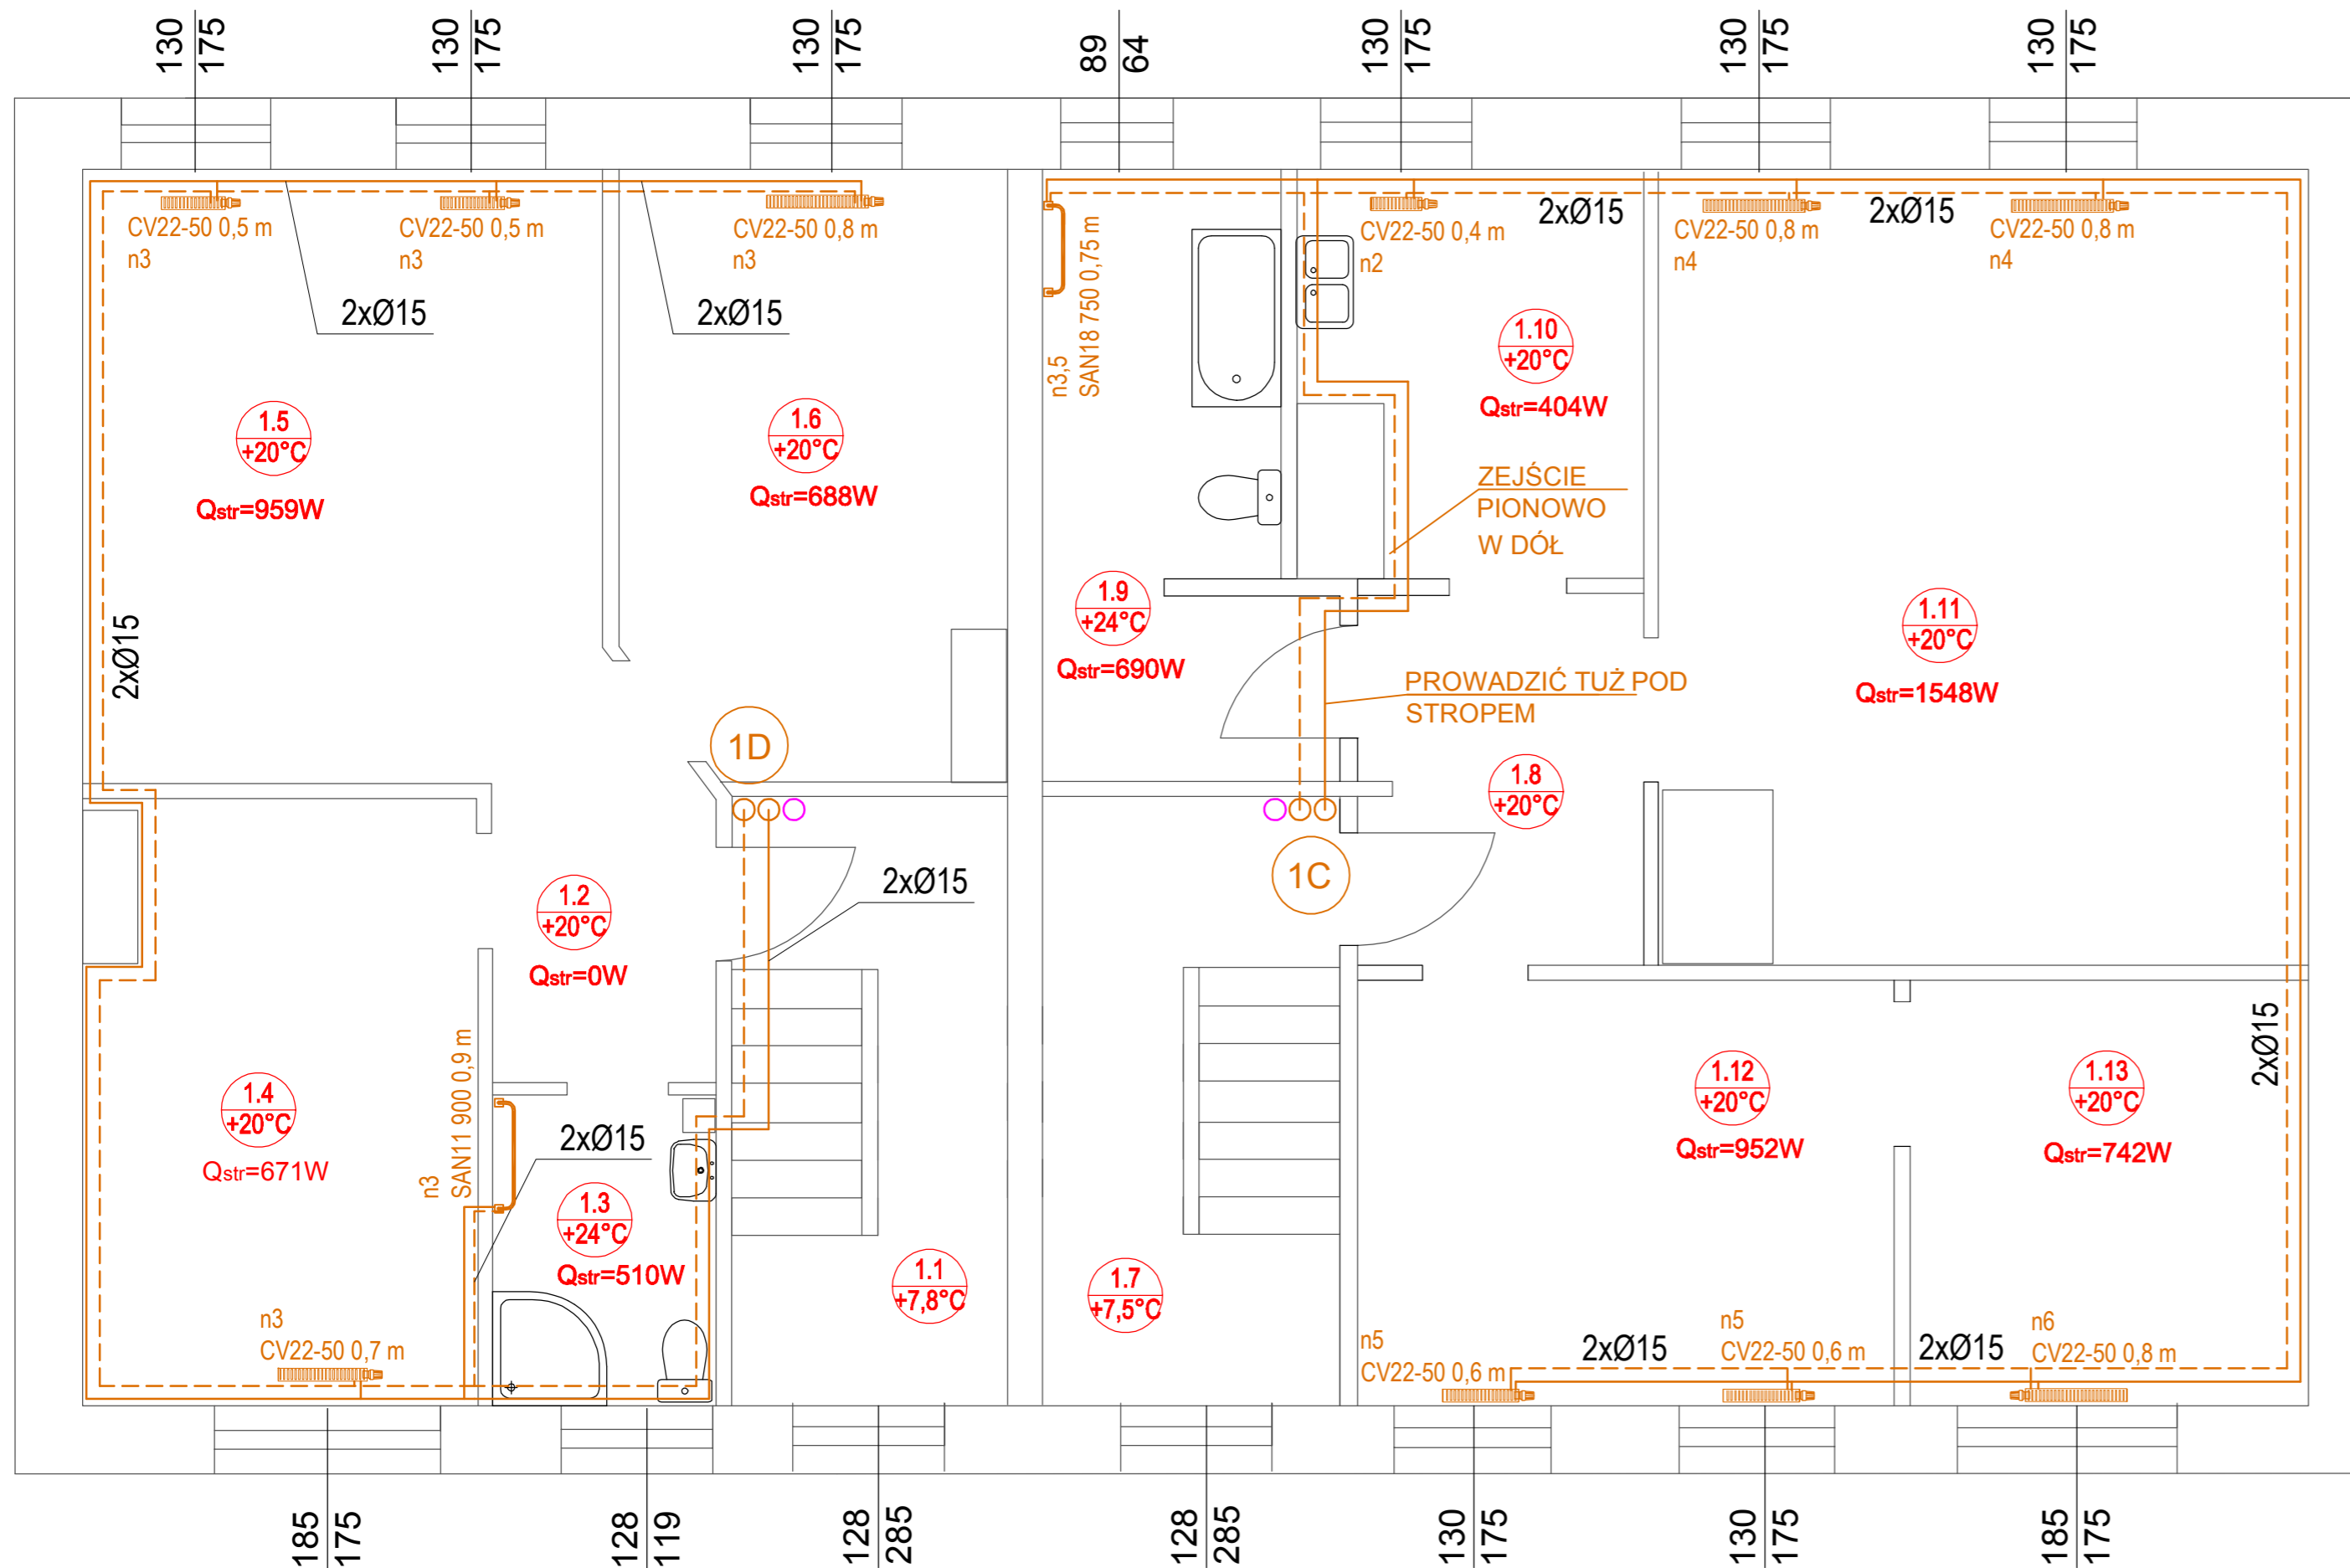 130
175
130
175
130
175
89
64
130
175
130
175
130
175
CV22-50 0,5 m
n3
CV22-50 0,5 m
n3
CV22-50 0,8 m
n3
2xØ15
2xØ15
2xØ15
SAN18 750 0,75 m
n3,5
CV22-50 0,4 m
n2
2xØ15
CV22-50 0,8 m
n4
2xØ15
CV22-50 0,8 m
n4
1.5
+20°C
Qstr=959W
1.6
+20°C
Qstr=688W
1.10
+20°C
Qstr=404W
ZEJŚCIE
PIONOWO
W DÓŁ
1.9
+24°C
Qstr=690W
1.11
+20°C
Qstr=1548W
PROWADZIĆ TUŻ POD
STROPEM
1D
1.8
+20°C
1C
2xØ15
1.2
+20°C
Qstr=0W
1.4
+20°C
Qstr=671W
n3
SAN11 900 0,9 m
2xØ15
1.3
+24°C
Qstr=510W
1.1
+7,8°C
1.7
+7,5°C
1.12
+20°C
Qstr=952W
1.13
+20°C
Qstr=742W
2xØ15
n3
CV22-50 0,7 m
n5
CV22-50 0,6 m
2xØ15
n5
CV22-50 0,6 m
2xØ15
n6
CV22-50 0,8 m
185
175
128
119
128
285
128
285
130
175
130
175
185
175